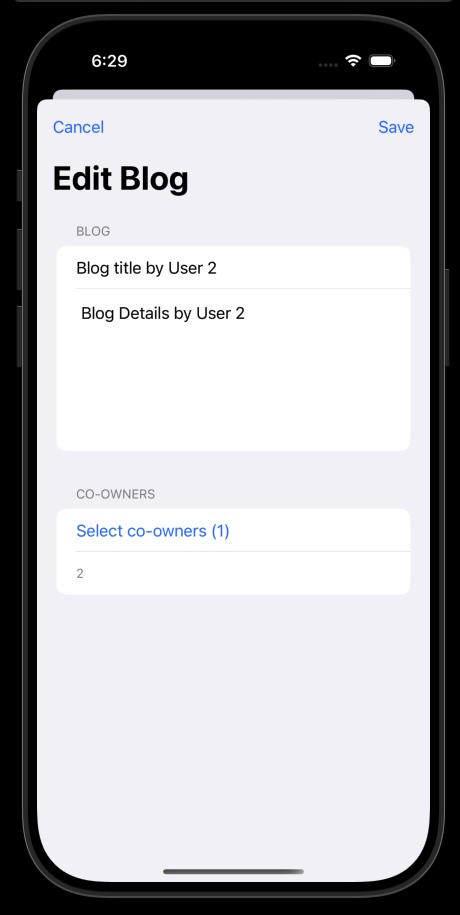 6:29
Cancel Save
Edit Blog
BLOG
Blog title by User 2
Blog Details by User 2
CO-OWNERS
Select co-owners (1)
2